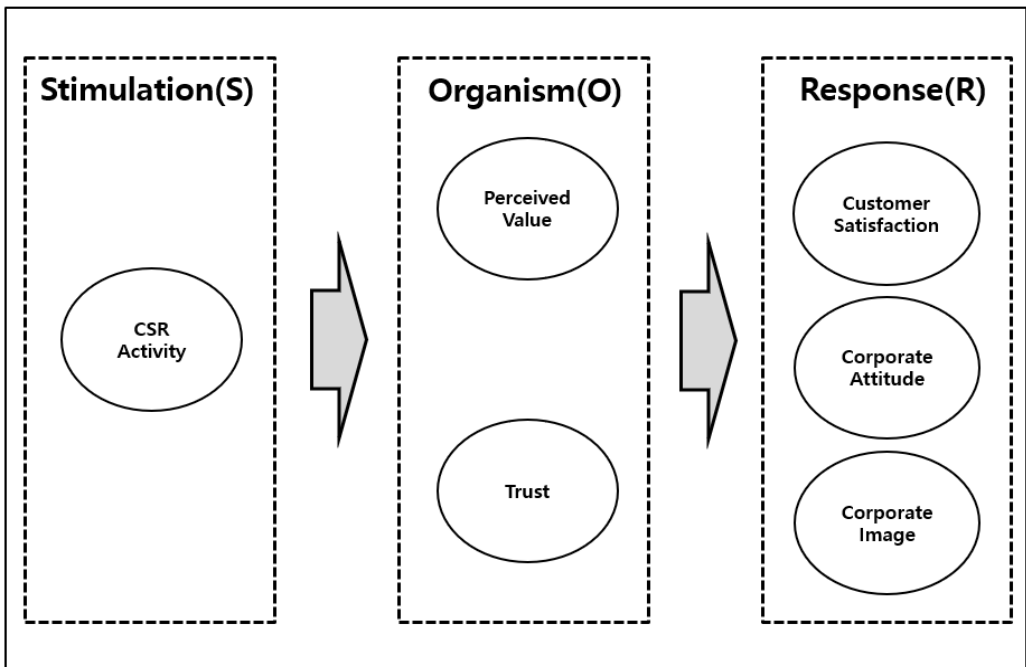 Stimulation(S)
CSR
Activity
Organism(O)
Perceived
Value
Trust
Response(R)
Customer
Satisfaction
Corporate
Attitude
Corporate
Image